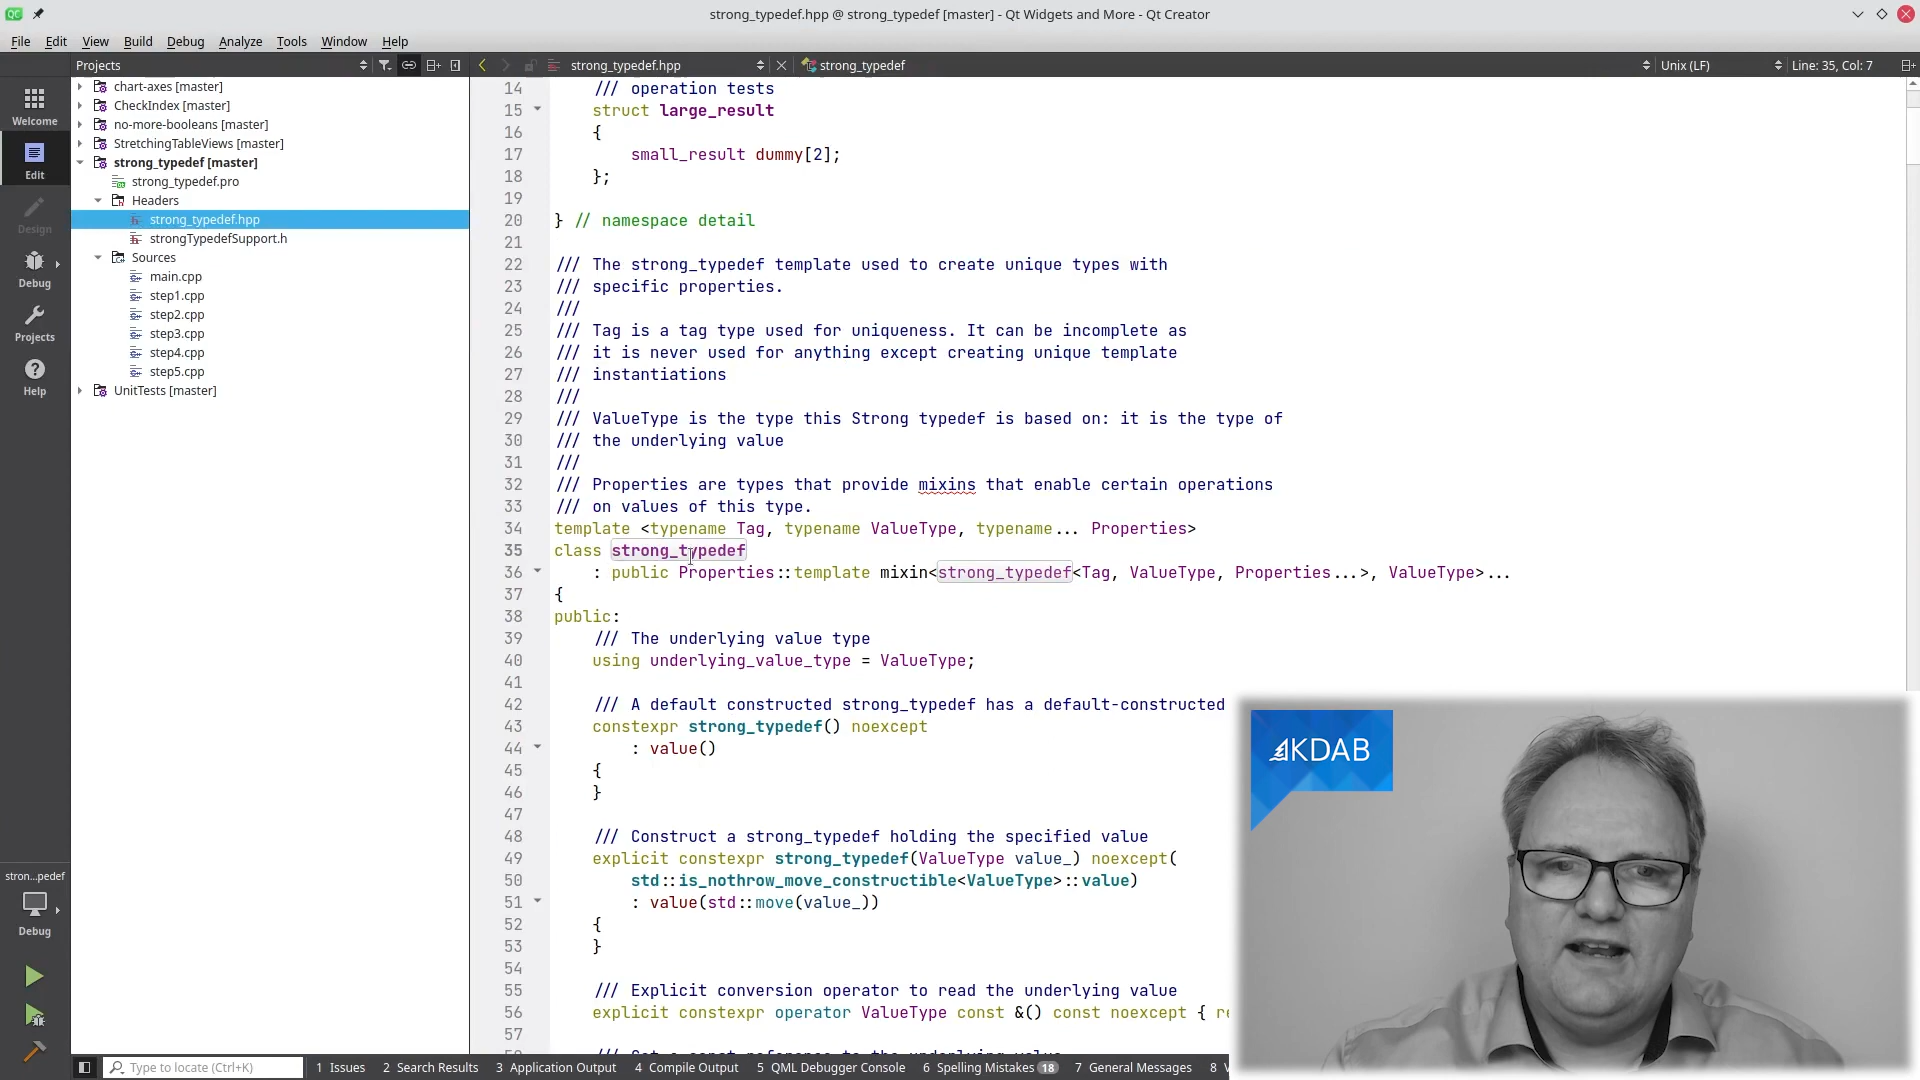 strong_typedef.hpp @ strong_typedef [master] - Qt Widgets and More - Qt Creator
File Edit View Build Debug Analyze Tools Window Help
Projects
strong_typedef.hpp
strong_typedef
Unix (LF)
Line: 35, Col: 7
Welcome
Edit
Design
Debug
Projects
Help
stron...pedef
Debug
chart-axes [master]
CheckIndex [master]
no-more-booleans [master]
StretchingTableViews [master]
strong_typedef [master]
strong_typedef.pro
Headers
strong_typedef.hpp
strongTypedefSupport.h
Sources
main.cpp
step1.cpp
step2.cpp
step3.cpp
step4.cpp
step5.cpp
UnitTests [master]
14 /// operation tests
15 struct large_result
16 {
17 small_result dummy[2];
18 };
19
20 } // namespace detail
21
22 /// The strong_typedef template used to create unique types with
23 /// specific properties.
24 ///
25 /// Tag is a tag type used for uniqueness. It can be incomplete as
26 /// it is never used for anything except creating unique template
27 /// instantiations
28 ///
29 /// ValueType is the type this Strong typedef is based on: it is the type of
30 /// the underlying value
31 ///
32 /// Properties are types that provide mixins that enable certain operations
33 /// on values of this type.
34 template <typename Tag, typename ValueType, typename... Properties>
35 class strong_typedef
36 : public Properties::template mixin<strong_typedef<Tag, ValueType, Properties...>, ValueType>...
37 {
38 public:
39 /// The underlying value type
40 using underlying_value_type = ValueType;
41
42 /// A default constructed strong_typedef has a default-constructed
43 constexpr strong_typedef() noexcept
44 : value()
45 {
46 }
47
48 /// Construct a strong_typedef holding the specified value
49 explicit constexpr strong_typedef(ValueType value_) noexcept(
50 std::is_nothrow_move_constructible<ValueType>::value)
51 : value(std::move(value_))
52 {
53 }
54
55 /// Explicit conversion operator to read the underlying value
56 explicit constexpr operator ValueType const &() const noexcept { re
57
KDAB
Type to locate (Ctrl+K)
1 Issues 2 Search Results 3 Application Output 4 Compile Output 5 QML Debugger Console 6 Spelling Mistakes 18 7 General Messages 8